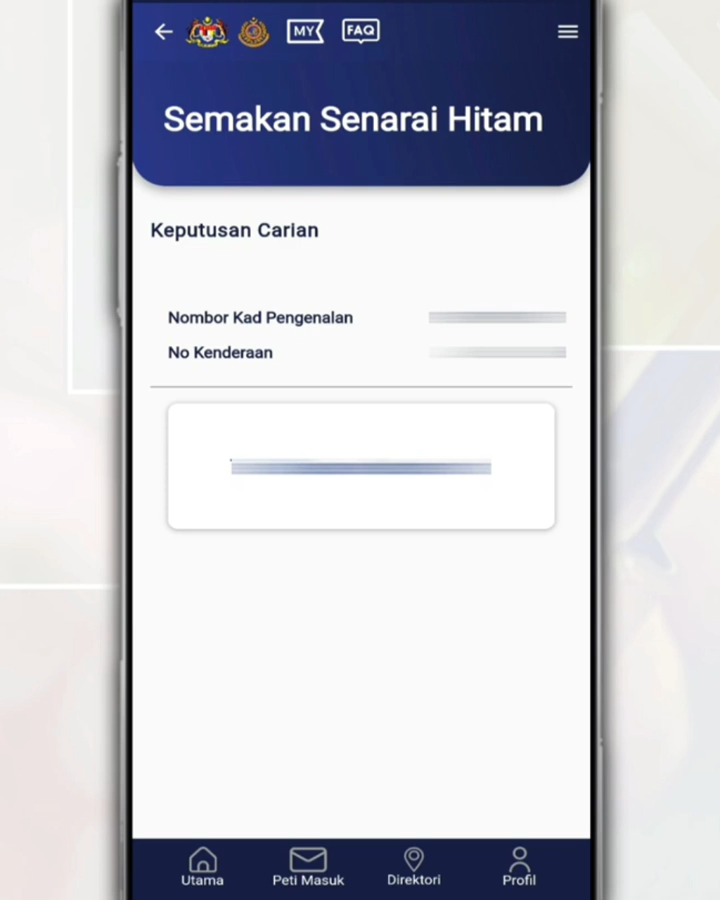 MY
FAQ
Semakan Senarai Hitam
Keputusan Carian
Nombor Kad Pengenalan
No Kenderaan
Utama
Peti Masuk
Direktori
Profil